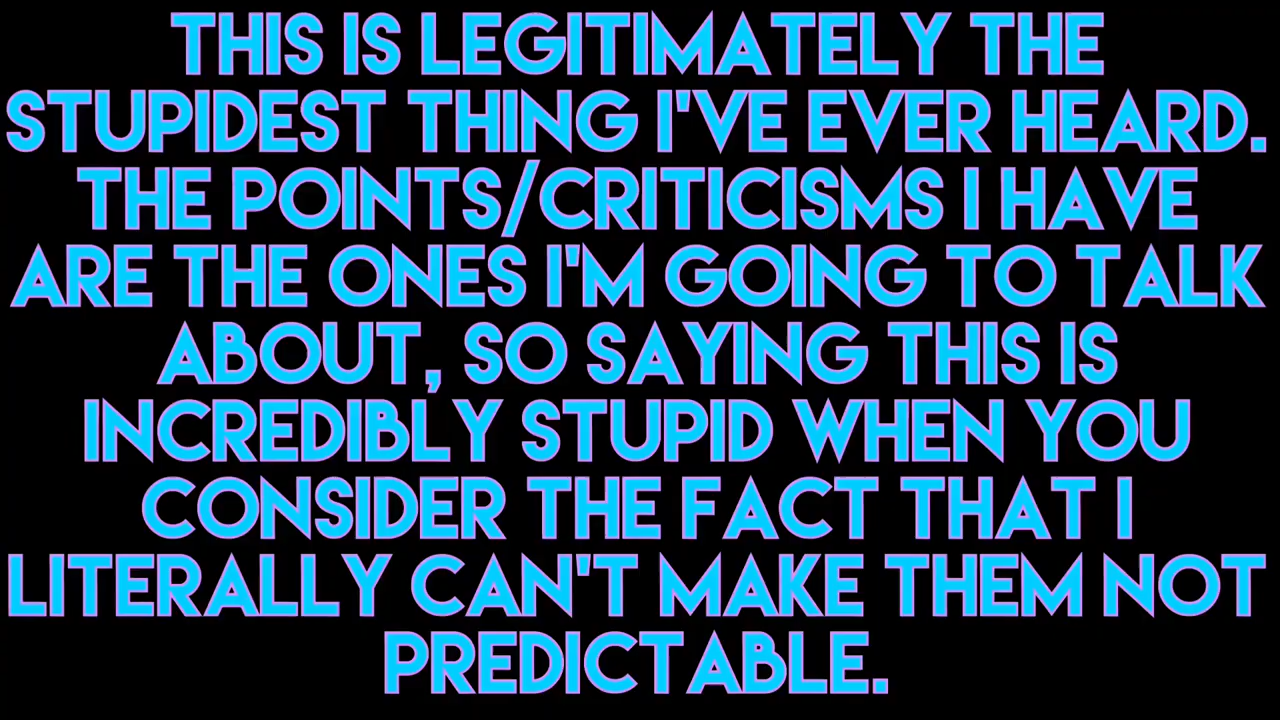 THIS IS LEGITIMATELY THE
STUPIDEST THING I'VE EVER HEARD.
THE POINTS/CRITICISMS I HAVE
ARE THE ONES I'M GOING TO TALK
ABOUT, SO SAYING THIS IS
INCREDIBLY STUPID WHEN YOU
CONSIDER THE FACT THAT I
LITERALLY CAN'T MAKE THEM NOT
PREDICTABLE.